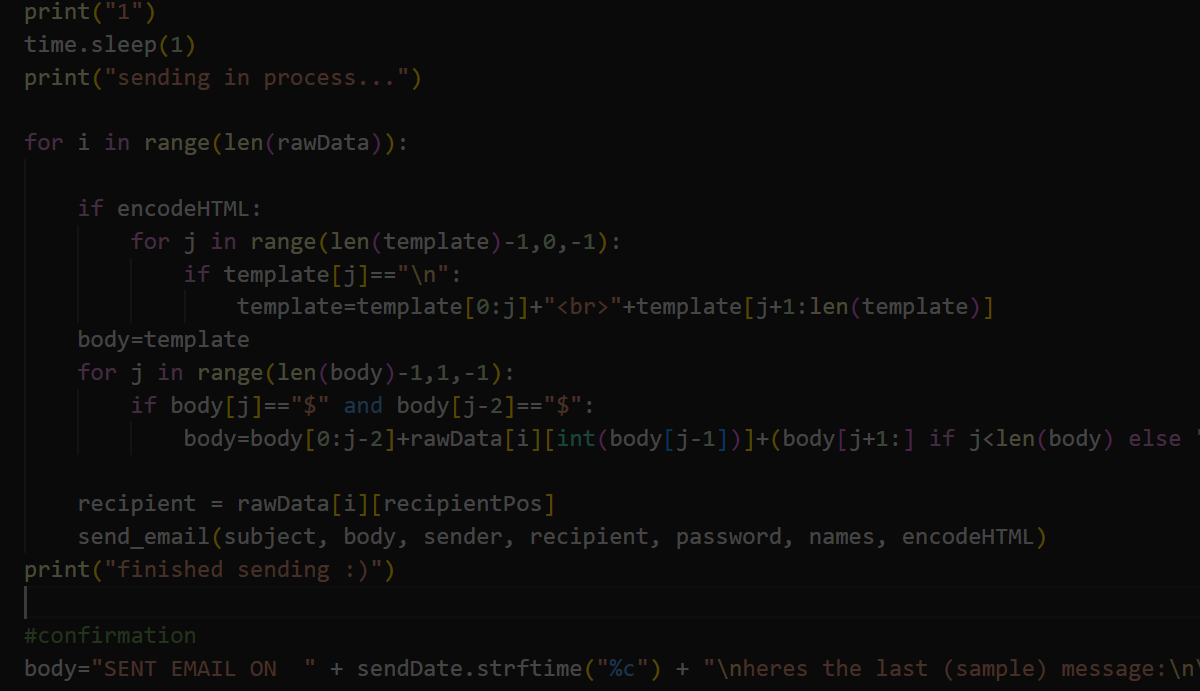 print("1")
time.sleep(1)
print("sending in process...")
for i in range(len(rawData)):
if encodeHTML:
for j in range(len(template)-1,0,-1):
if template[j]=="\n":
template=template[0:j]+"<br>"+template[j+1:len(template)]
body=template
for j in range(len(body)-1,1,-1):
if body[j]=="$" and body[j-2]=="$":
body=body[0:j-2]+rawData[i][int(body[j-1])]+(body[j+1:] if j<len(body) else "
recipient = rawData[i][recipientPos]
send_email(subject, body, sender, recipient, password, names, encodeHTML)
print("finished sending :)")
#confirmation
body="SENT EMAIL ON  " + sendDate.strftime("%c") + "\nheres the last (sample) message:\n\